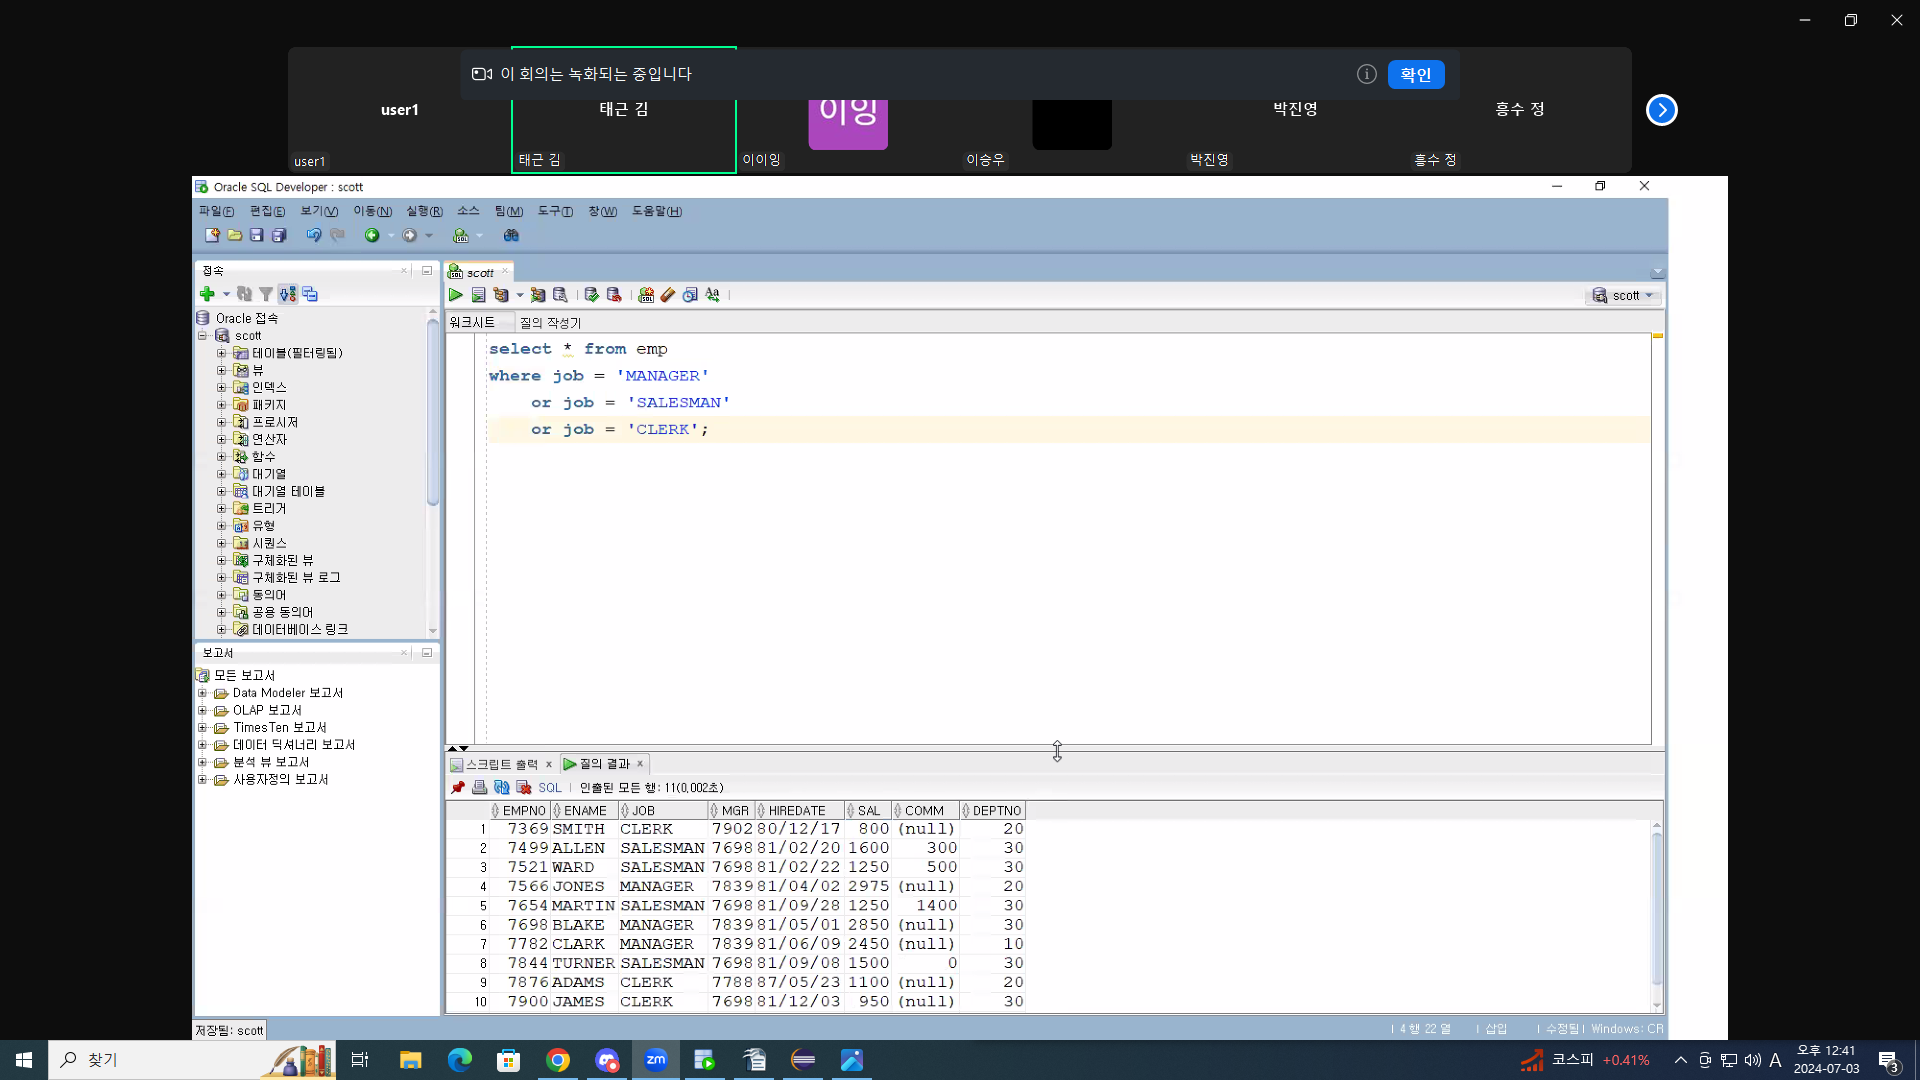 이 회의는 녹화되는 중입니다
확인
user1
태근 김
이잉
박진영
흥수 정
user1
태근 김
이이잉
이승우
박진영
흥수 정
Oracle SQL Developer : scott
파일(F) 편집(E) 보기(V) 이동(N) 실행(R) 소스 팀(M) 도구(T) 창(W) 도움말(H)
접속
scott
scott
워크시트 질의 작성기
Oracle 접속
scott
테이블(필터링됨)
뷰
인덱스
패키지
프로시저
연산자
함수
대기열
대기열 테이블
트리거
유형
시퀀스
구체화된 뷰
구체화된 뷰 로그
동의어
공용 동의어
데이터베이스 링크
select * from emp
where job = 'MANAGER'
or job = 'SALESMAN'
or job = 'CLERK';
보고서
모든 보고서
Data Modeler 보고서
OLAP 보고서
TimesTen 보고서
데이터 딕셔너리 보고서
분석 뷰 보고서
사용자정의 보고서
스크립트 출력 질의 결과
SQL 인출된 모든 행: 11(0,002초)
EMPNO ENAME JOB MGR HIREDATE SAL COMM DEPTNO
1 7369 SMITH CLERK 7902 80/12/17 800 (null) 20
2 7499 ALLEN SALESMAN 7698 81/02/20 1600 300 30
3 7521 WARD SALESMAN 7698 81/02/22 1250 500 30
4 7566 JONES MANAGER 7839 81/04/02 2975 (null) 20
5 7654 MARTIN SALESMAN 7698 81/09/28 1250 1400 30
6 7698 BLAKE MANAGER 7839 81/05/01 2850 (null) 30
7 7782 CLARK MANAGER 7839 81/06/09 2450 (null) 10
8 7844 TURNER SALESMAN 7698 81/09/08 1500 0 30
9 7876 ADAMS CLERK 7788 87/05/23 1100 (null) 20
10 7900 JAMES CLERK 7698 81/12/03 950 (null) 30
저장됨: scott
4 행 22 열 삽입 수정됨 Windows: CR
찾기
zm
코스피 +0.41%
A
오후 12:41
2024-07-03
3